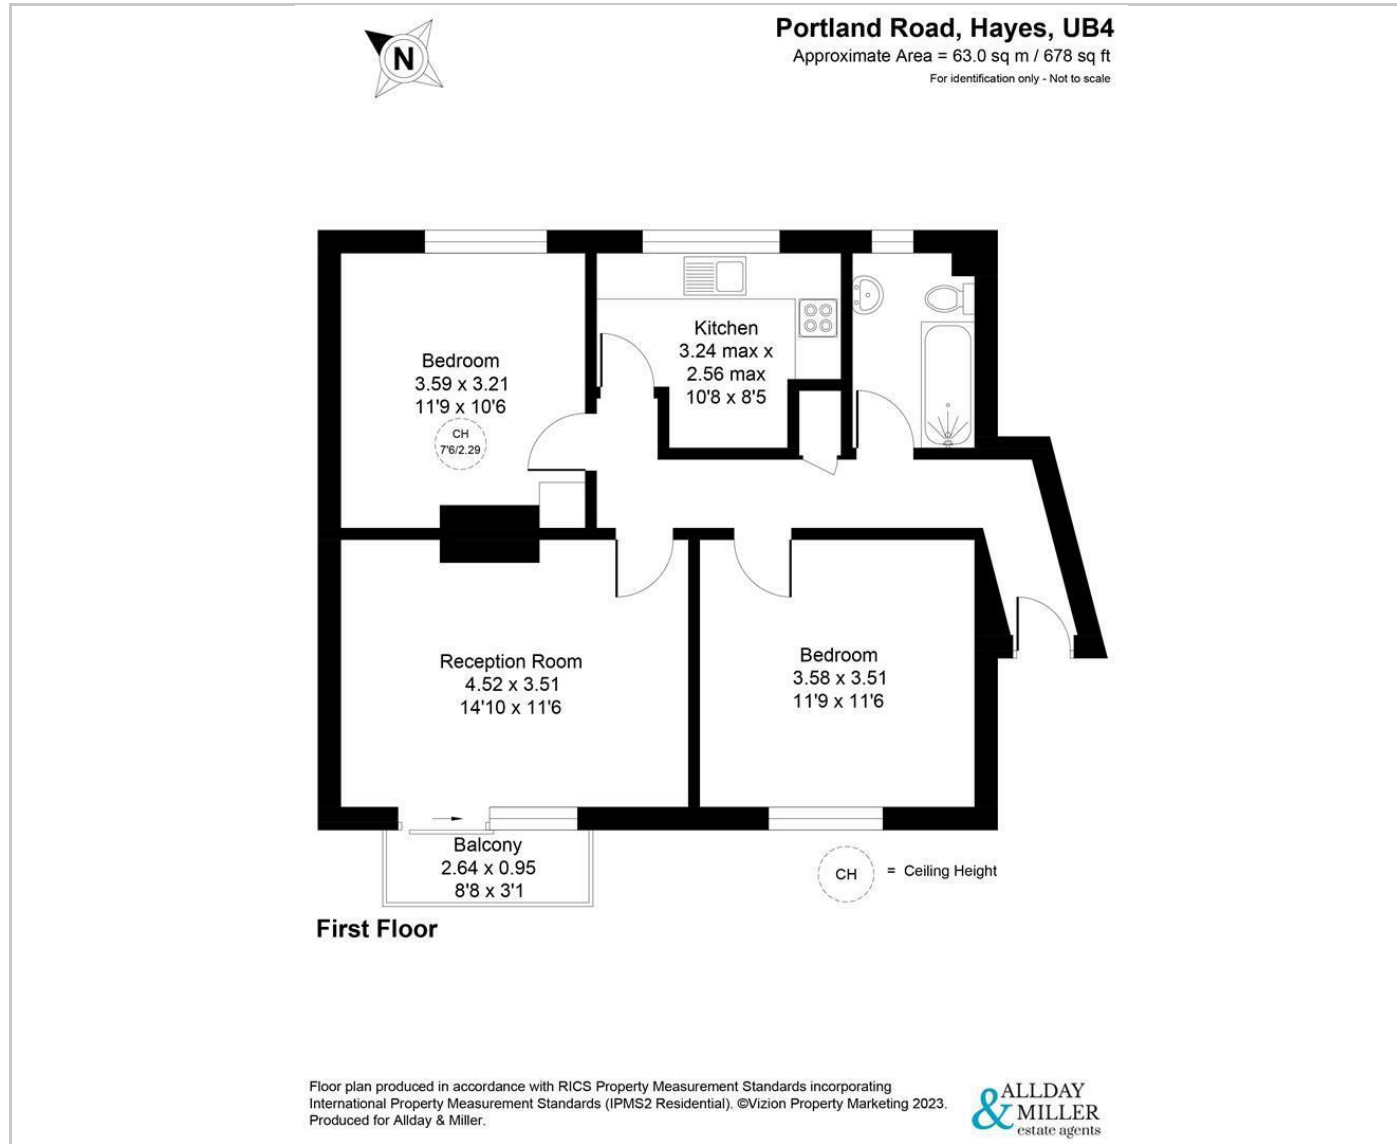 N
Portland Road, Hayes, UB4
Approximate Area = 63.0 sq m / 678 sq ft
For identification only - Not to scale
Kitchen
3.24 max x
2.56 max
10'8 x 8'5
Bedroom
3.59 x 3.21
11'9 x 10'6
CH
7'6/2.29
Reception Room
4.52 x 3.51
14'10 x 11'6
Bedroom
3.58 x 3.51
11'9 x 11'6
Balcony
2.64 x 0.95
8'8 x 3'1
CH = Ceiling Height
First Floor
Floor plan produced in accordance with RICS Property Measurement Standards incorporating
International Property Measurement Standards (IPMS2 Residential). ©Vizion Property Marketing 2023.
Produced for Allday & Miller.
ALLDAY
& MILLER
estate agents